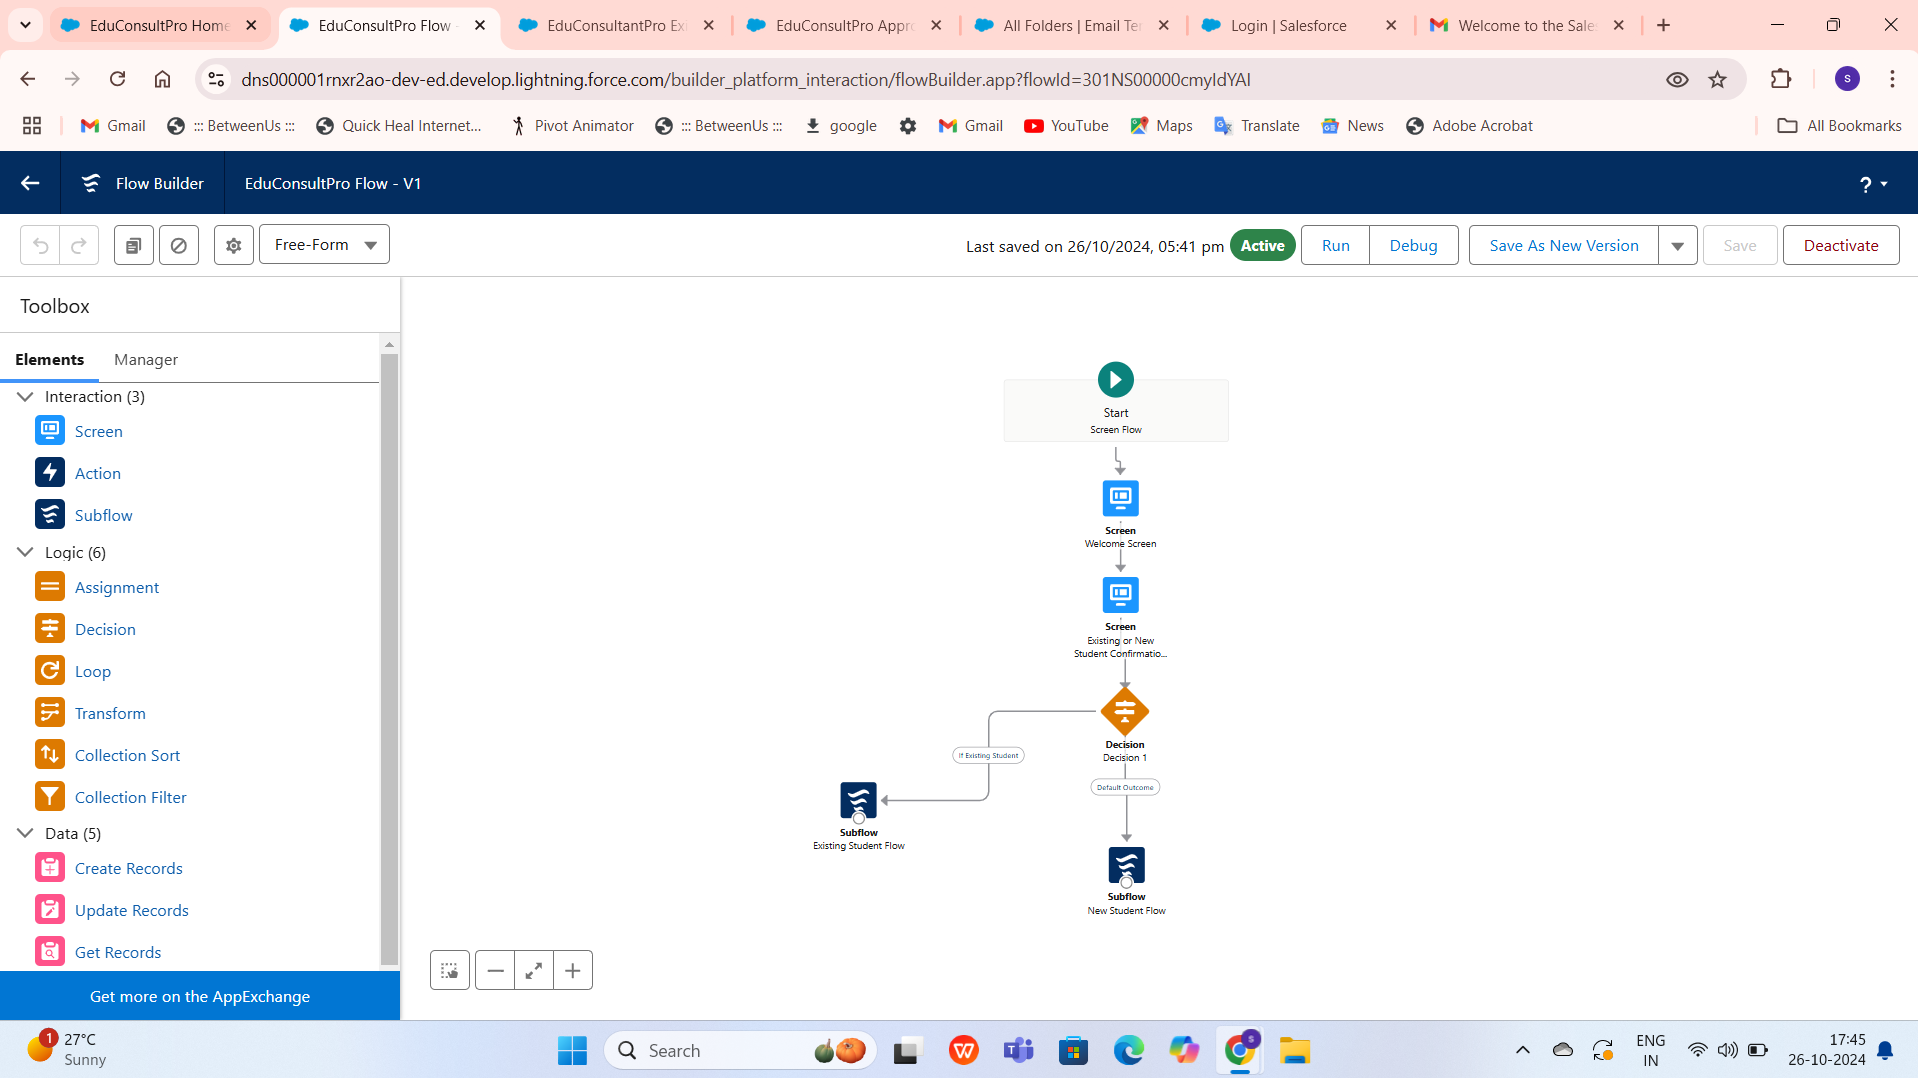 EduConsultPro Home
EduConsultPro Flow -
EduConsultantPro Exi
EduConsultPro Appro
All Folders | Email Ter
Login | Salesforce
Welcome to the Sale
dns000001rnxr2ao-dev-ed.develop.lightning.force.com/builder_platform_interaction/flowBuilder.app?flowId=301NS00000cmyIdYAI
S
Gmail
::: BetweenUs :::
Quick Heal Internet...
Pivot Animator
::: BetweenUs :::
google
Gmail
YouTube
Maps
Translate
News
Adobe Acrobat
All Bookmarks
Flow Builder
EduConsultPro Flow - V1
?
Free-Form
Last saved on 26/10/2024, 05:41 pm
Active
Run
Debug
Save As New Version
Save
Deactivate
Toolbox
Elements
Manager
Interaction (3)
Screen
Action
Subflow
Logic (6)
Assignment
Decision
Loop
Transform
Collection Sort
Collection Filter
Data (5)
Create Records
Update Records
Get Records
Get more on the AppExchange
Start
Screen Flow
Screen
Welcome Screen
Screen
Existing or New
Student Confirmatio...
Decision
Decision 1
If Existing Student
Default Outcome
Subflow
Existing Student Flow
Subflow
New Student Flow
1
27°C
Sunny
Search
ENG
IN
17:45
26-10-2024